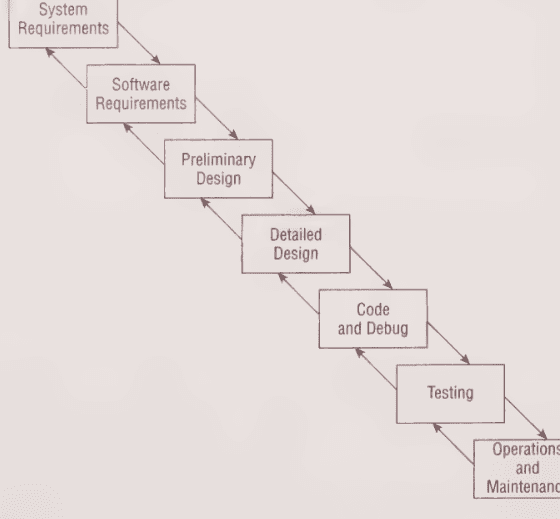 System
Requirements
Software
Requirements
Preliminary
Design
Detailed
Design
Code
and Debug
Testing
Operations
and
Maintenanc